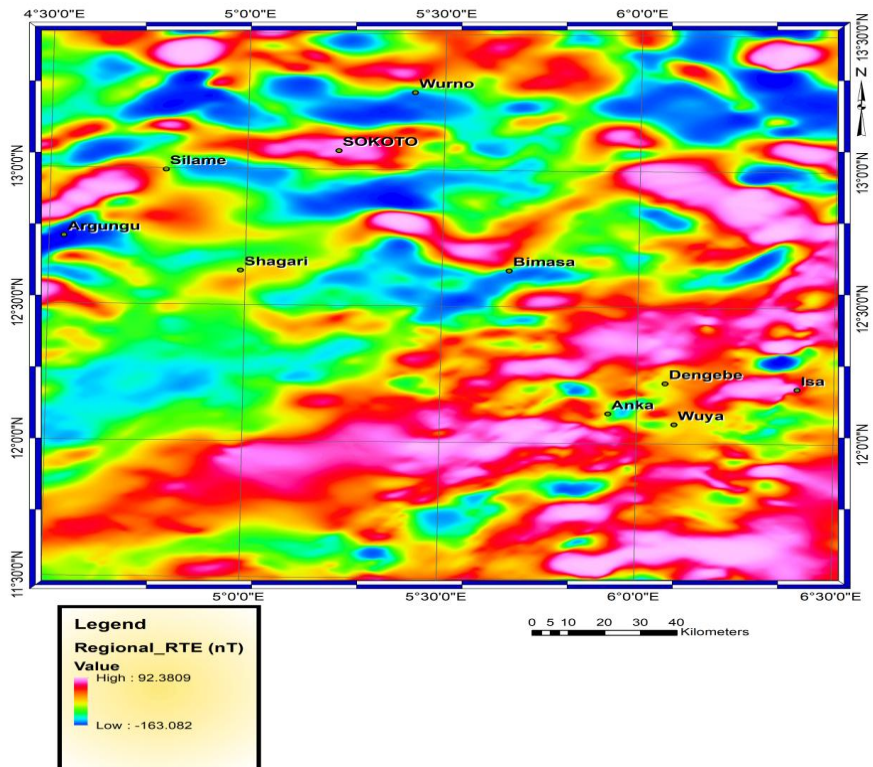 4°30'0"E 5°0'0"E 5°30'0"E 6°0'0"E
13°30'0"N
N
Wurno
SOKOTO
13°0'0"N
13°0'0"N
Silame
Argungu
Shagari
Bimasa
12°30'0"N
12°30'0"N
Dengebe
Isa
Anka
Wuya
12°0'0"N
12°0'0"N
11°30'0"N
5°0'0"E 5°30'0"E 6°0'0"E 6°30'0"E
Legend
Regional_RTE (nT)
Value
High : 92.3809
Low : -163.082
0 5 10 20 30 40
Kilometers